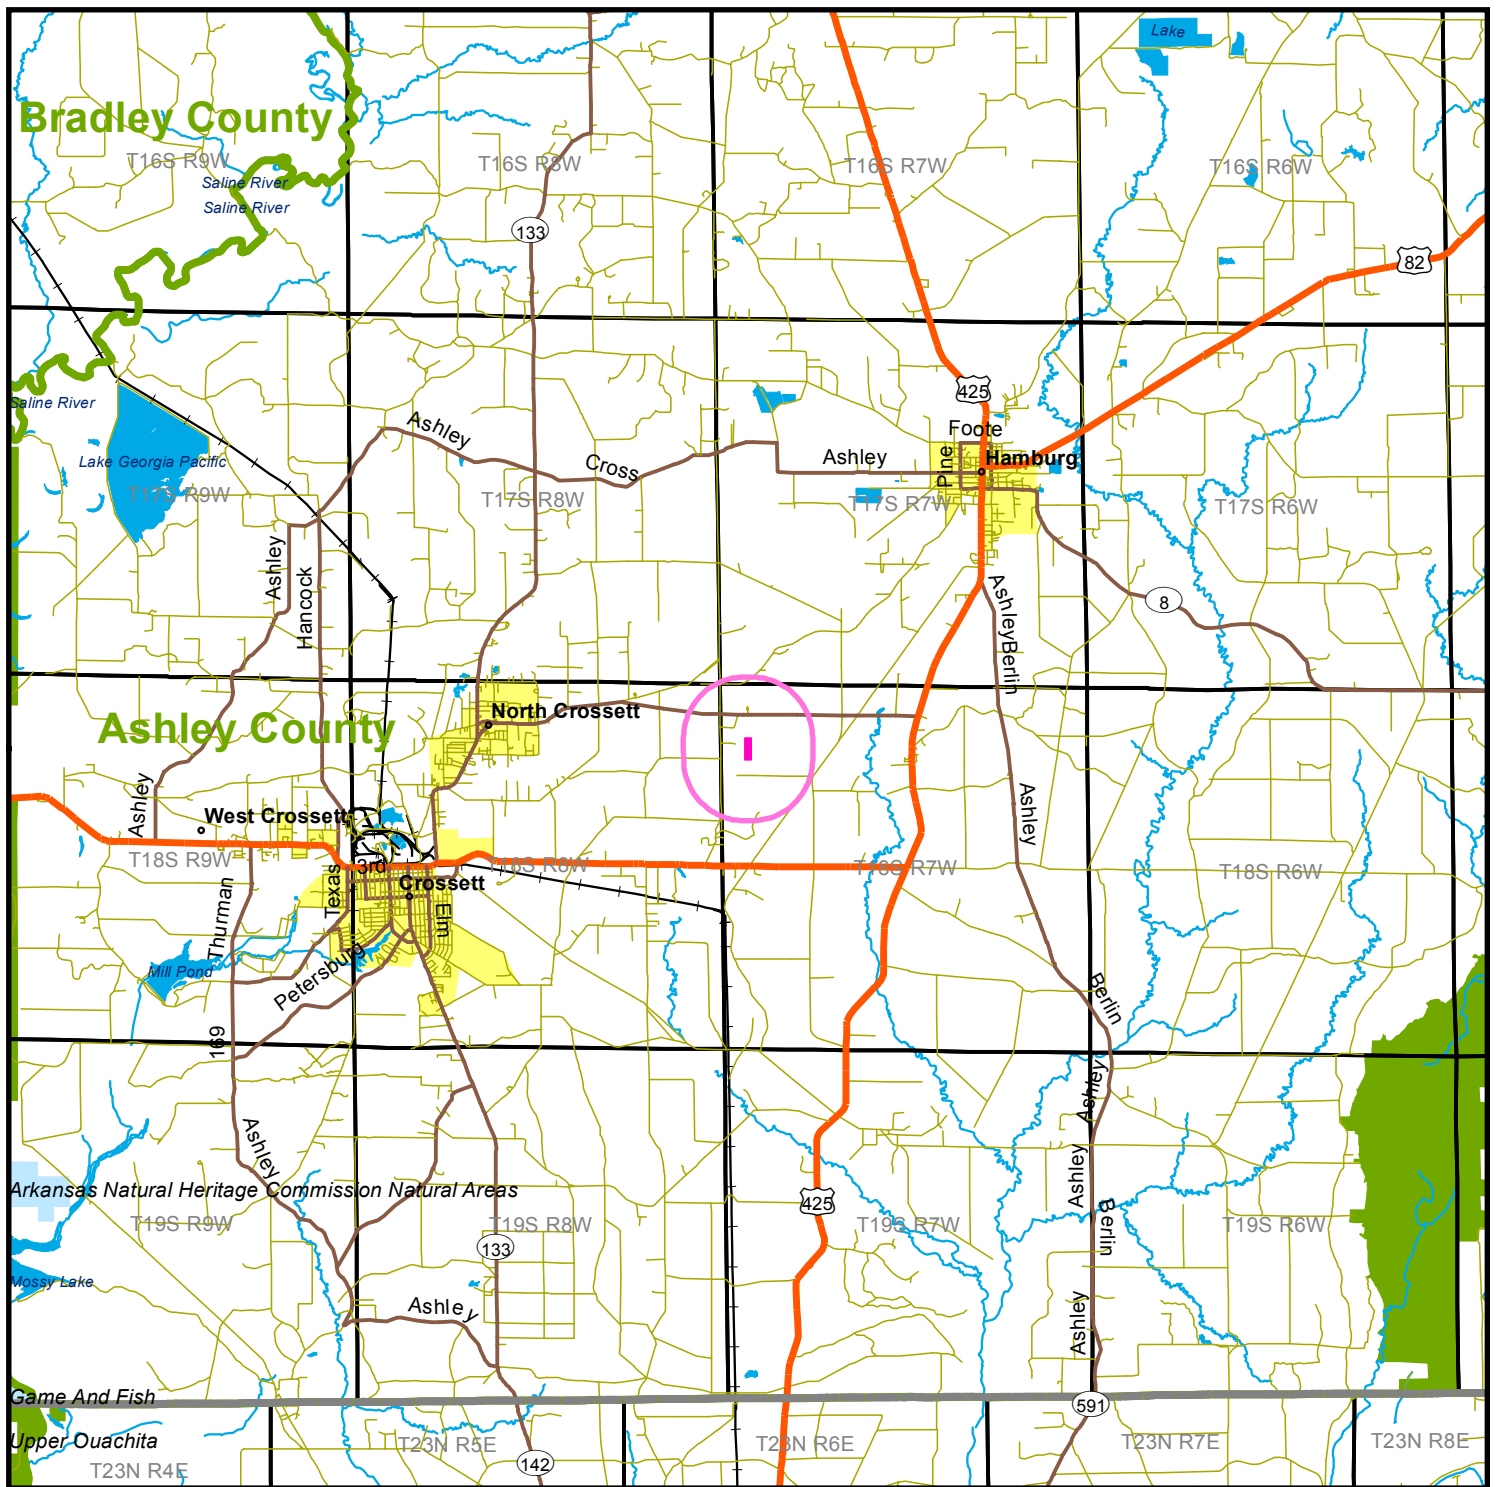 Lake
Bradley County
T16S R9W
T16S R8W
T16S R7W
T16S R6W
Saline River
Saline River
133
82
425
Saline River
Ashley
Foote
Lake Georgia Pacific
Cross
Ashley
Pine
Hamburg
T17S R9W
T17S R8W
T17S R7W
T17S R6W
Ashley
Hancock
8
Ashley
Berlin
North Crossett
Ashley County
Ashley
West Crossett
Ashley
T18S R9W
3rd
T18S R8W
T18S R7W
T18S R6W
Texas
Crossett
Thurman
Elm
Mill Pond
Petersburg
Berlin
169
Ashley
Ashley
Ashley
Arkansas Natural Heritage Commission Natural Areas
425
Berlin
T19S R9W
T19S R8W
T19S R7W
T19S R6W
133
Mossy Lake
Ashley
Ashley
Game And Fish
591
Upper Ouachita
T23N R4E
T23N R5E
T23N R6E
T23N R7E
T23N R8E
142